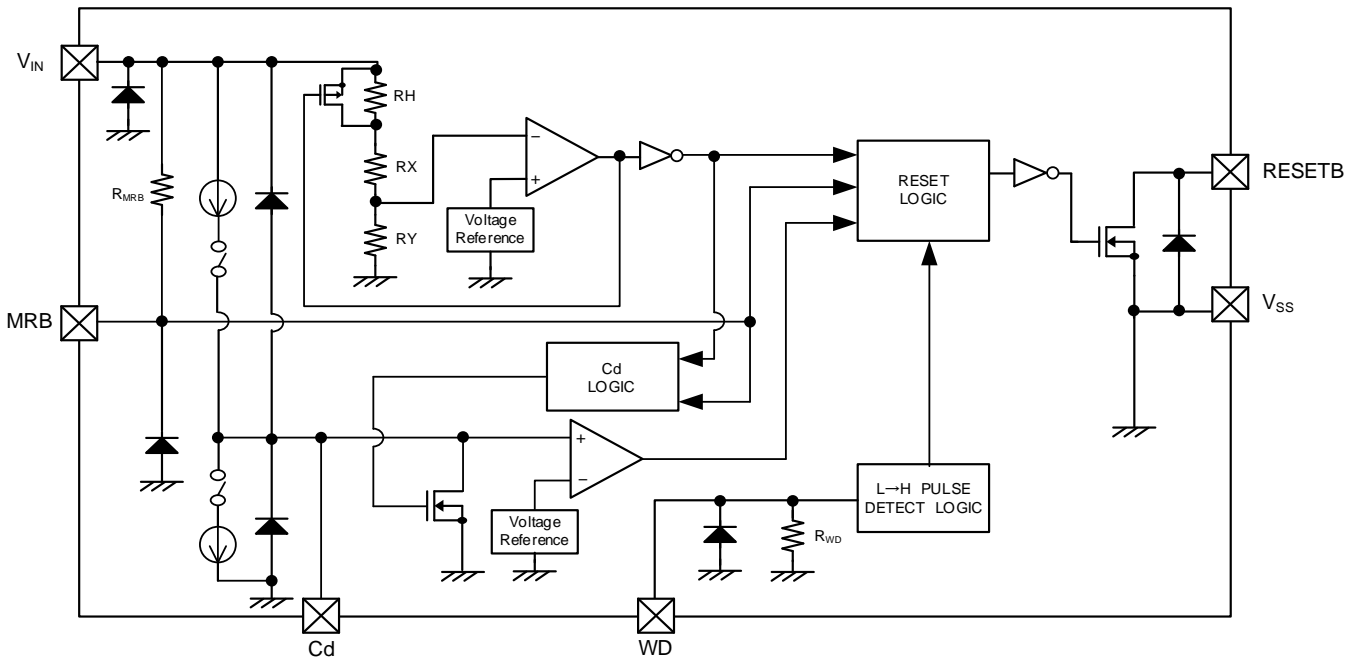 VIN
RH
RX
RMRB
RY
−
+
Voltage
Reference
RESET
LOGIC
RESETB
VSS
MRB
Cd
LOGIC
+
−
Voltage
Reference
L→H PULSE
DETECT LOGIC
RWD
Cd
WD